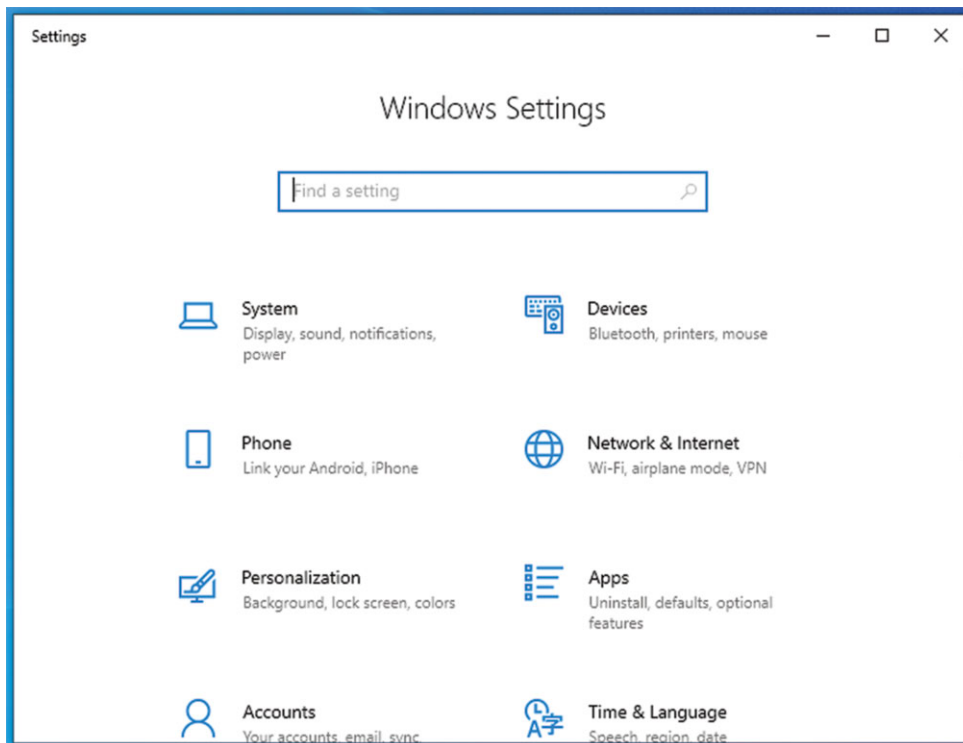 Settings
Windows Settings
Find a setting
System
Display, sound, notifications,
power
Devices
Bluetooth, printers, mouse
Phone
Link your Android, iPhone
Network & Internet
Wi-Fi, airplane mode, VPN
Personalization
Background, lock screen, colors
Apps
Uninstall, defaults, optional
features
Accounts
Your accounts, email, sync,
Time & Language
Speech, region, date